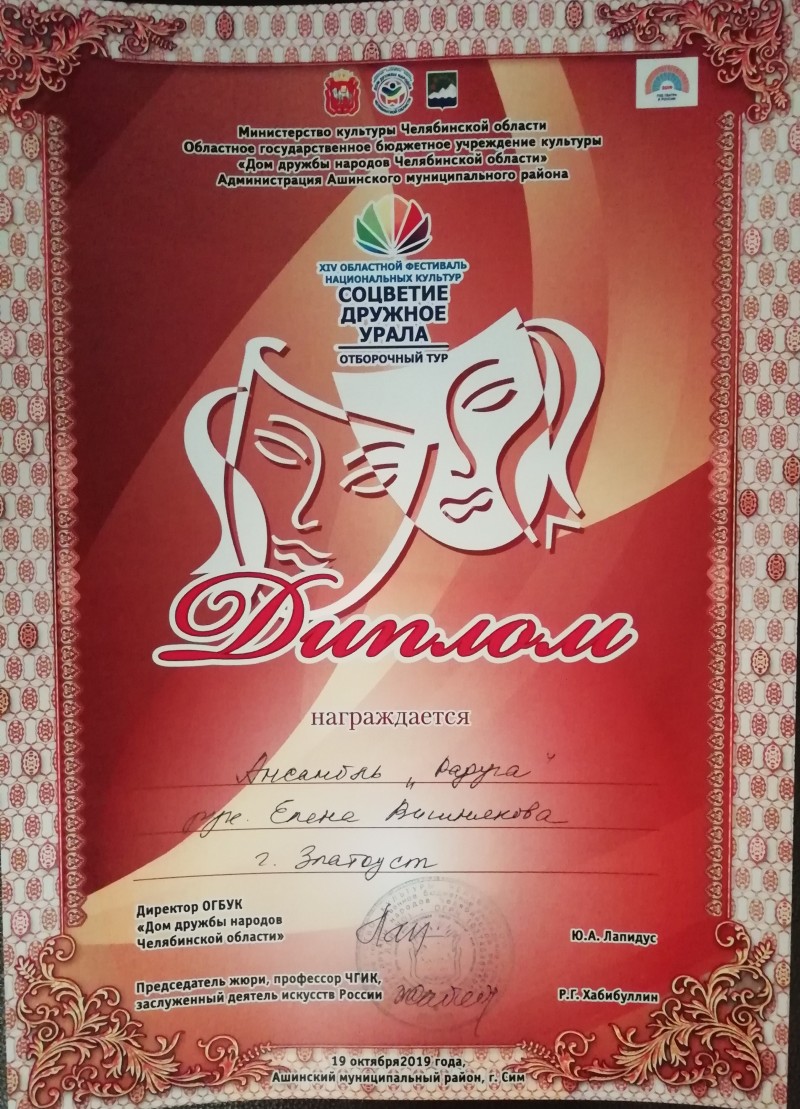 Министерство культуры Челябинской области
Областное государственное бюджетное учреждение культуры
«Дом дружбы народов Челябинской области»
Администрация Ашинского муниципального района
XIV ОБЛАСТНОЙ ФЕСТИВАЛЬ
НАЦИОНАЛЬНЫХ КУЛЬТУР
СОЦВЕТИЕ
ДРУЖНОЕ
УРАЛА
ОТБОРОЧНЫЙ ТУР
Диплом
награждается
Ансамбль „Радуга“
рук. Елена Вишнякова
г. Златоуст
Директор ОГБУК
«Дом дружбы народов
Челябинской области»
Ю.А. Лапидус
Председатель жюри, профессор ЧГИК,
заслуженный деятель искусств России
Р.Г. Хабибуллин
19 октября2019 года,
Ашинский муниципальный район, г. Сим